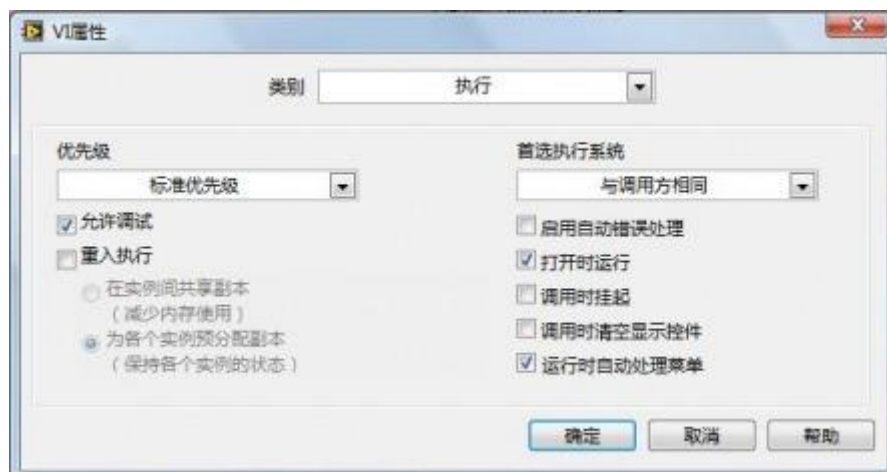 VI属性
类别
执行
优先级
标准优先级
允许调试
重入执行
在实例间共享副本
（减少内存使用）
为各个实例预分配副本
（保持各个实例的状态）
首选执行系统
与调用方相同
启用自动错误处理
打开时运行
调用时挂起
调用时清空显示控件
运行时自动处理菜单
确定
取消
帮助